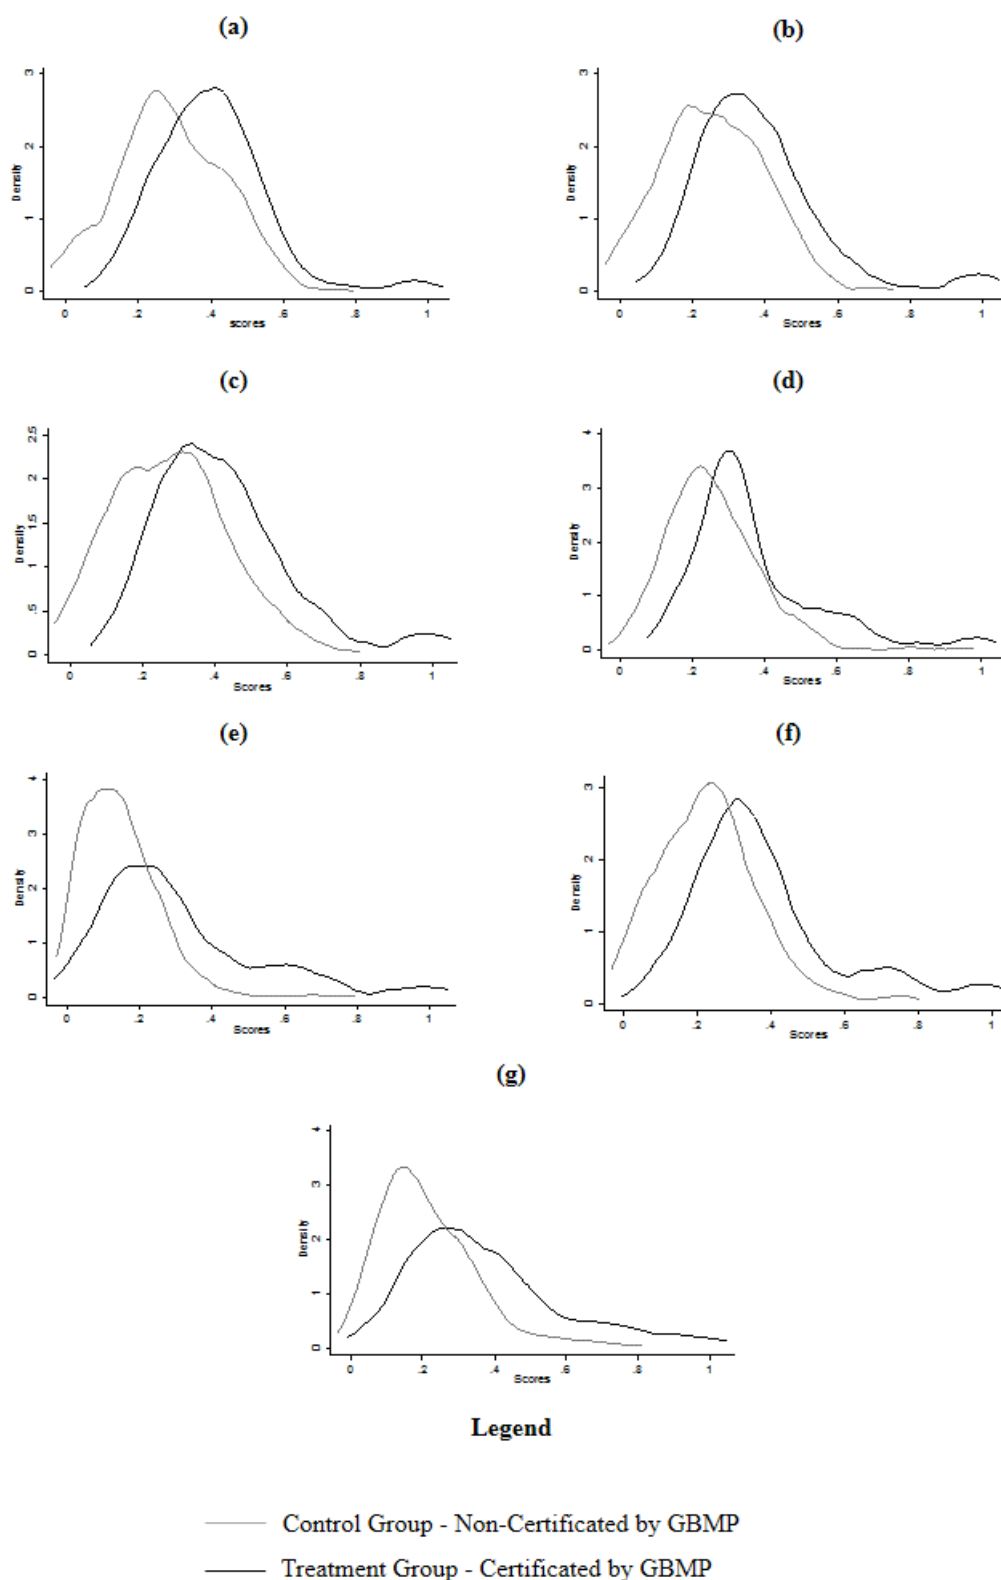 (a)
(b)
3
2
1
0
Density
0 .2 .4 .6 .8 1
scores
3
2
1
0
Density
0 .2 .4 .6 .8 1
Scores
(c)
(d)
2.5
2
1.5
1
.5
0
Density
0 .2 .4 .6 .8 1
Scores
4
3
2
1
0
Density
0 .2 .4 .6 .8 1
Scores
(e)
(f)
4
3
2
1
0
Density
0 .2 .4 .6 .8 1
Scores
3
2
1
0
Density
0 .2 .4 .6 .8 1
Scores
(g)
4
3
2
1
0
Density
0 .2 .4 .6 .8 1
Scores
Legend
Control Group - Non-Certificated by GBMP
Treatment Group - Certificated by GBMP